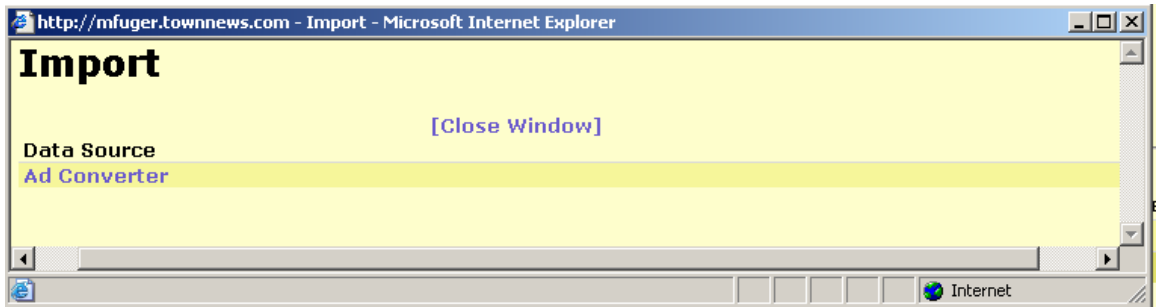 http://mfuger.townnews.com - Import - Microsoft Internet Explorer
Import
[Close Window]
Data Source
Ad Converter
Internet